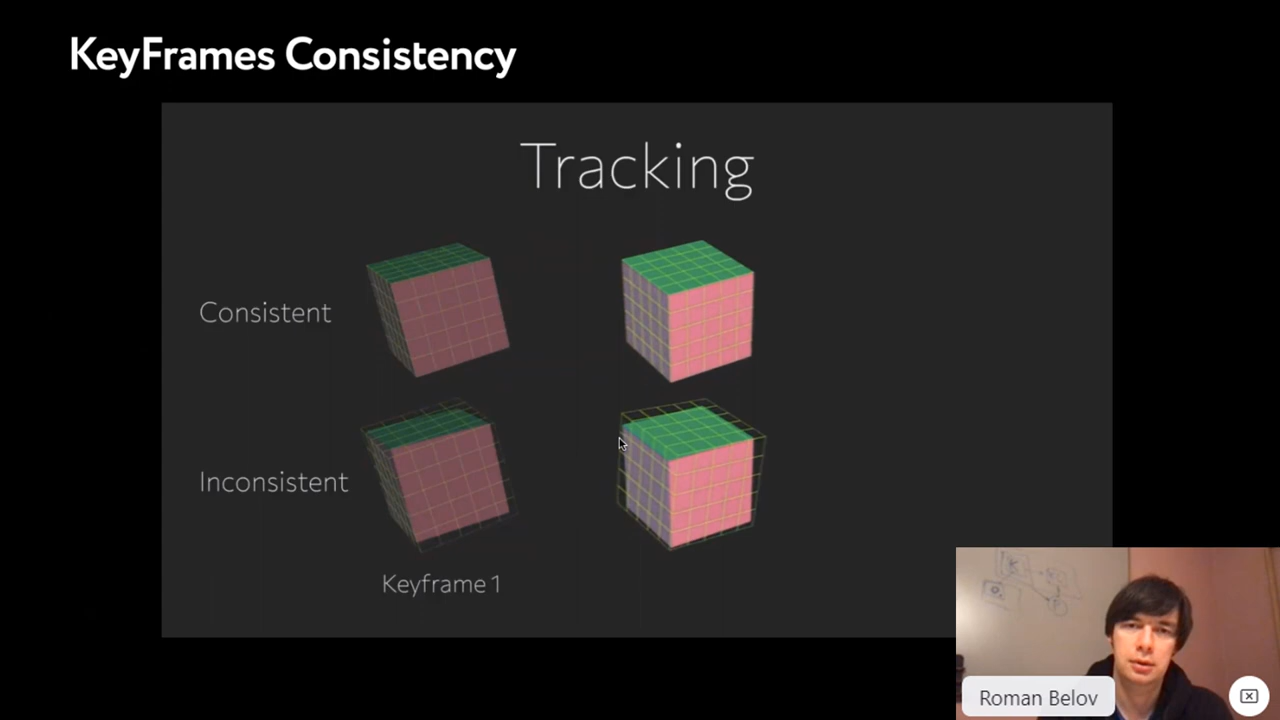 KeyFrames Consistency
Tracking
Consistent
Inconsistent
Keyframe 1
Roman Belov